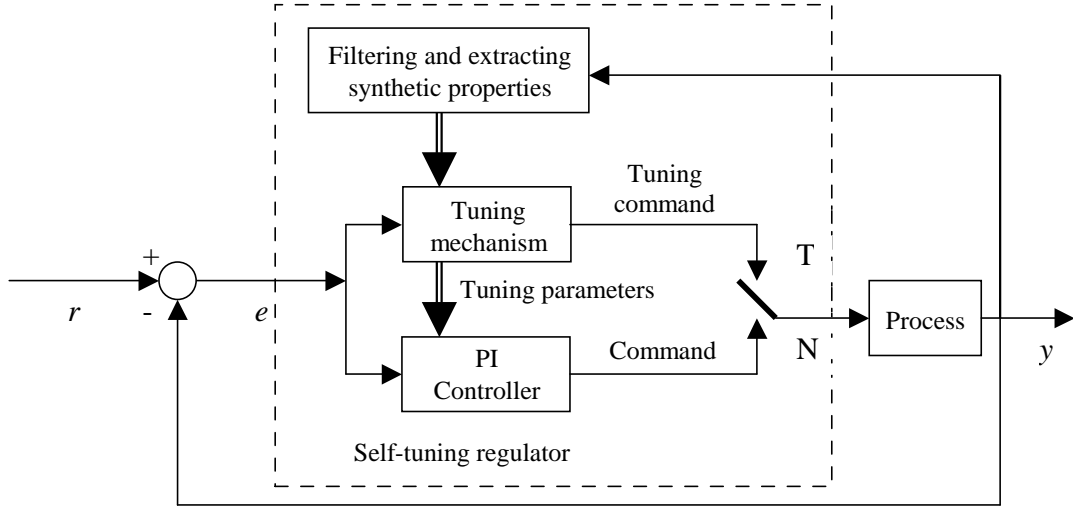 Filtering and extracting
synthetic properties
Tuning
command
Tuning
mechanism
T
+
Tuning parameters
r
-
e
Process
N
PI
Controller
Command
y
Self-tuning regulator